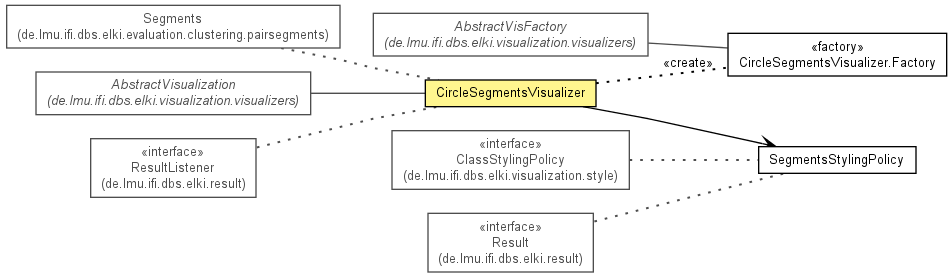 Segments
(de.lmu.ifi.dbs.elki.evaluation.clustering.pairsegments)
AbstractVisFactory
(de.lmu.ifi.dbs.elki.visualization.visualizers)
«factory»
CircleSegmentsVisualizer.Factory
«create»
AbstractVisualization
(de.lmu.ifi.dbs.elki.visualization.visualizers)
CircleSegmentsVisualizer
«interface»
ResultListener
(de.lmu.ifi.dbs.elki.result)
«interface»
ClassStylingPolicy
(de.lmu.ifi.dbs.elki.visualization.style)
SegmentsStylingPolicy
«interface»
Result
(de.lmu.ifi.dbs.elki.result)